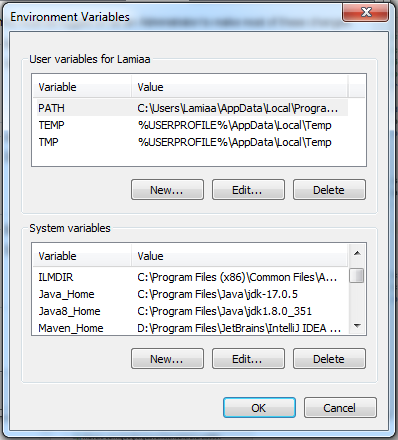 Environment Variables
User variables for Lamiaa
Variable Value
PATH C:\Users\Lamiaa\AppData\Local\Progra...
TEMP %USERPROFILE%\AppData\Local\Temp
TMP %USERPROFILE%\AppData\Local\Temp
New... Edit... Delete
System variables
Variable Value
ILMDIR C:\Program Files (x86)\Common Files\A...
Java_Home C:\Program Files\Java\jdk-17.0.5
Java8_Home C:\Program Files\Java\jdk1.8.0_351
Maven_Home D:\Program Files\JetBrains\IntelliJ IDEA ...
New... Edit... Delete
OK Cancel